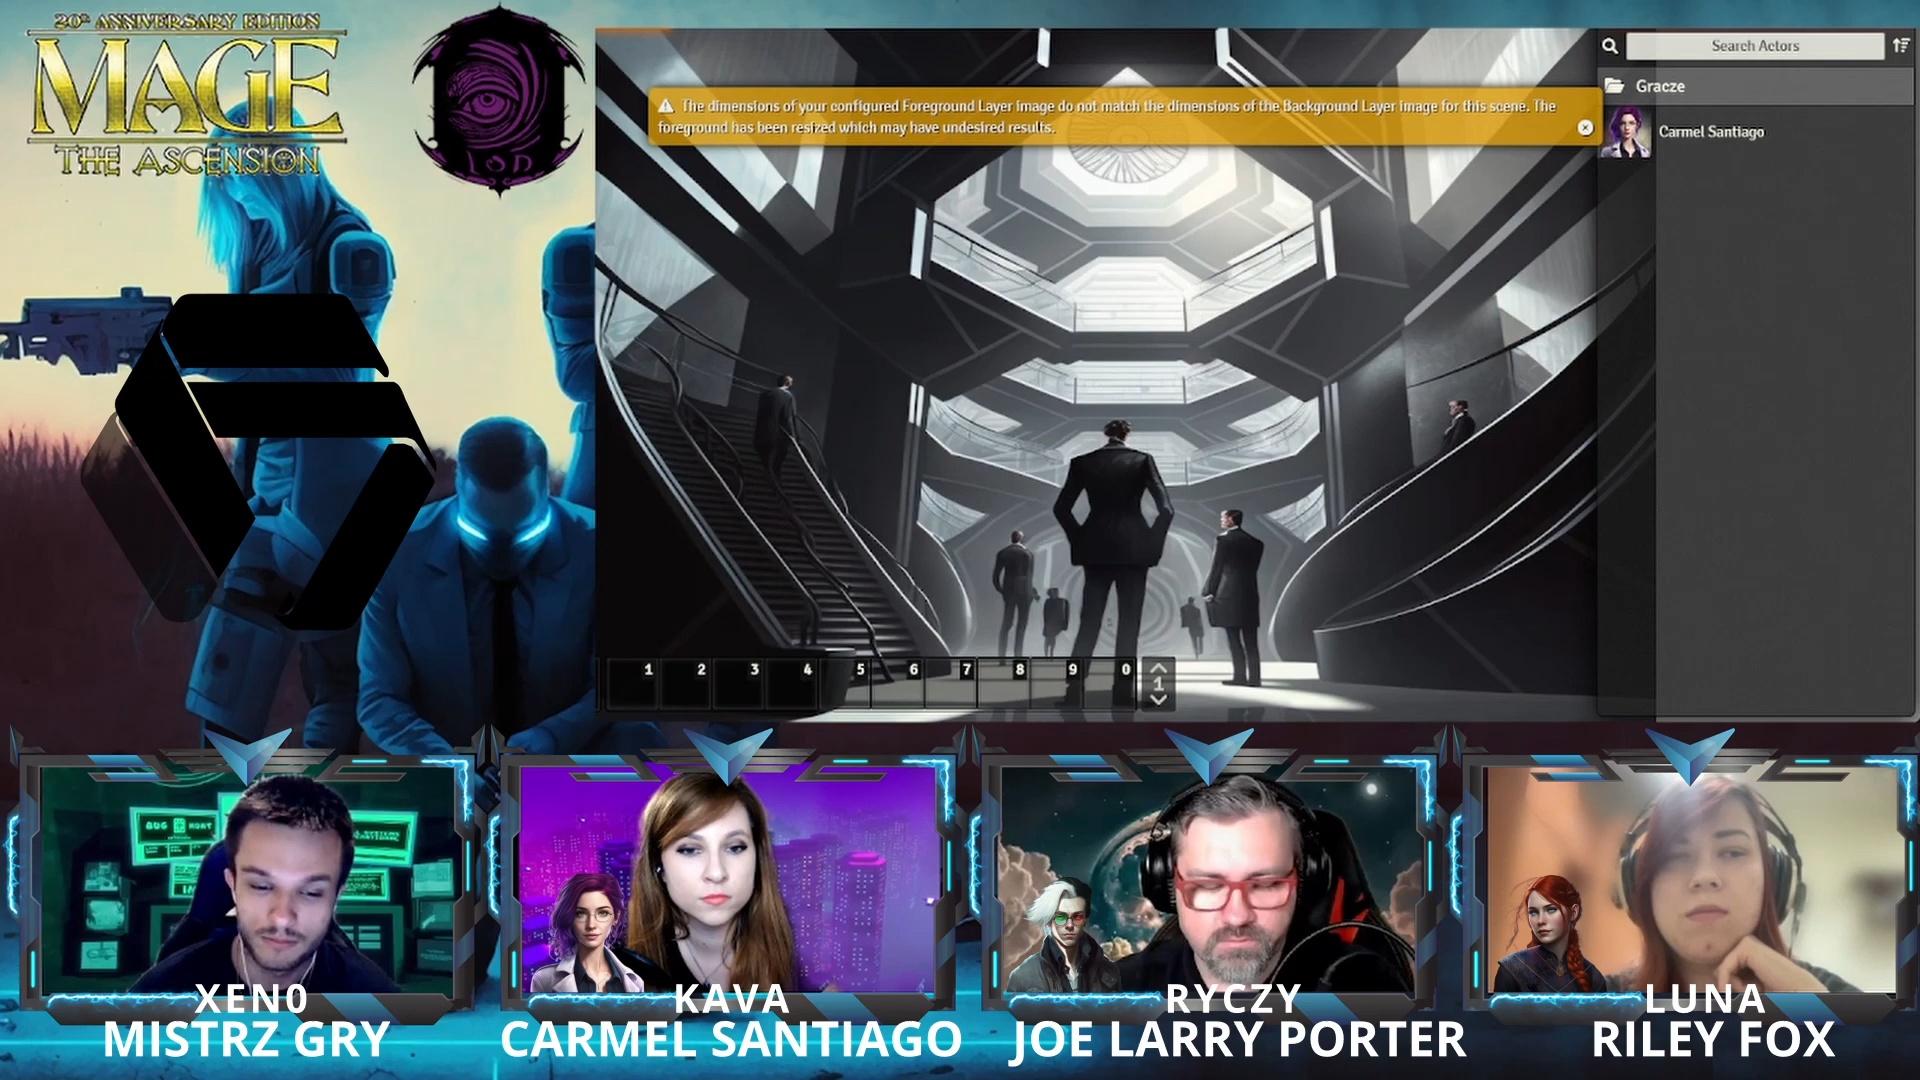 20th ANNIVERSARY EDITION
MAGE
THE ASCENSION
LSD
The dimensions of your configured Foreground Layer image do not match the dimensions of the Background Layer image for this scene. The
foreground has been resized which may have undesired results.
Search Actors
Gracze
Carmel Santiago
1 2 3 4 5 6 7 8 9 0
1
BUG HUNT
XEN0
MISTRZ GRY
KAVA
CARMEL SANTIAGO
RYCZY
JOE LARRY PORTER
LUNA
RILEY FOX